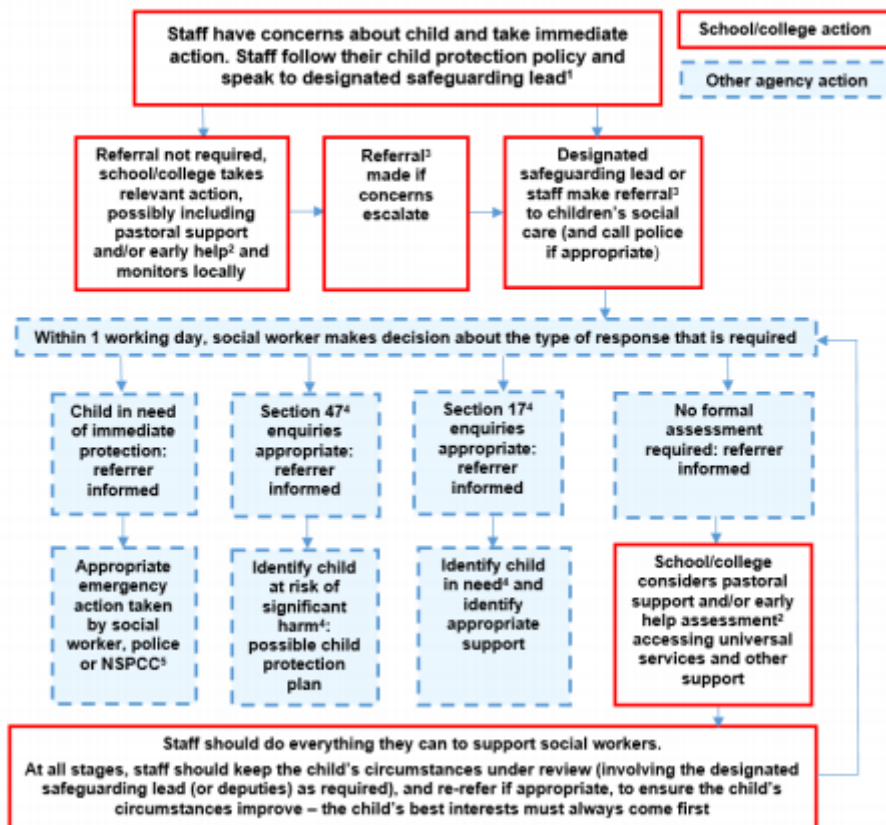 Staff have concerns about child and take immediate
action. Staff follow their child protection policy and
speak to designated safeguarding lead¹
School/college action
Other agency action
Referral not required,
school/college takes
relevant action,
possibly including
pastoral support
and/or early help² and
monitors locally
Referral³
made if
concerns
escalate
Designated
safeguarding lead or
staff make referral³
to children's social
care (and call police
if appropriate)
Within 1 working day, social worker makes decision about the type of response that is required
Child in need
of immediate
protection:
referrer
informed
Section 47⁴
enquiries
appropriate:
referrer
informed
Section 17⁴
enquiries
appropriate:
referrer
informed
No formal
assessment
required: referrer
informed
Appropriate
emergency
action taken
by social
worker, police
or NSPCC⁵
Identify child
at risk of
significant
harm⁴:
possible child
protection
plan
Identify child
in need⁴ and
identify
appropriate
support
School/college
considers pastoral
support and/or early
help assessment²
accessing universal
services and other
support
Staff should do everything they can to support social workers.
At all stages, staff should keep the child's circumstances under review (involving the designated
safeguarding lead (or deputies) as required), and re-refer if appropriate, to ensure the child's
circumstances improve – the child's best interests must always come first